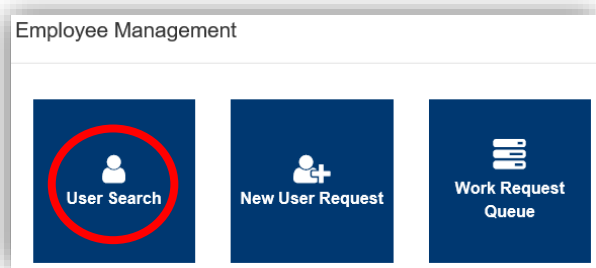 Employee Management
User Search
New User Request
Work Request
Queue